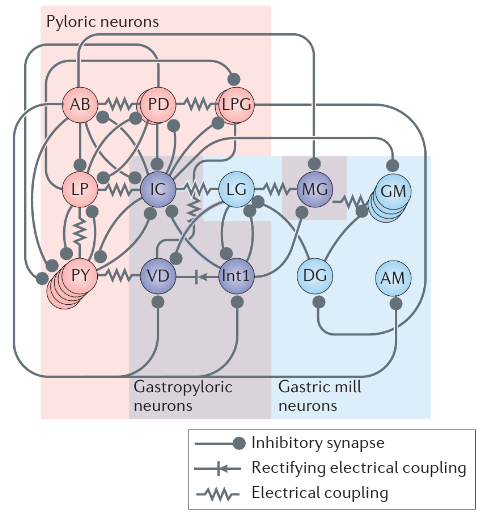 Pyloric neurons
AB
PD
LPG
LP
IC
LG
MG
GM
PY
VD
Int1
DG
AM
Gastropyloric
neurons
Gastric mill
neurons
Inhibitory synapse
Rectifying electrical coupling
Electrical coupling